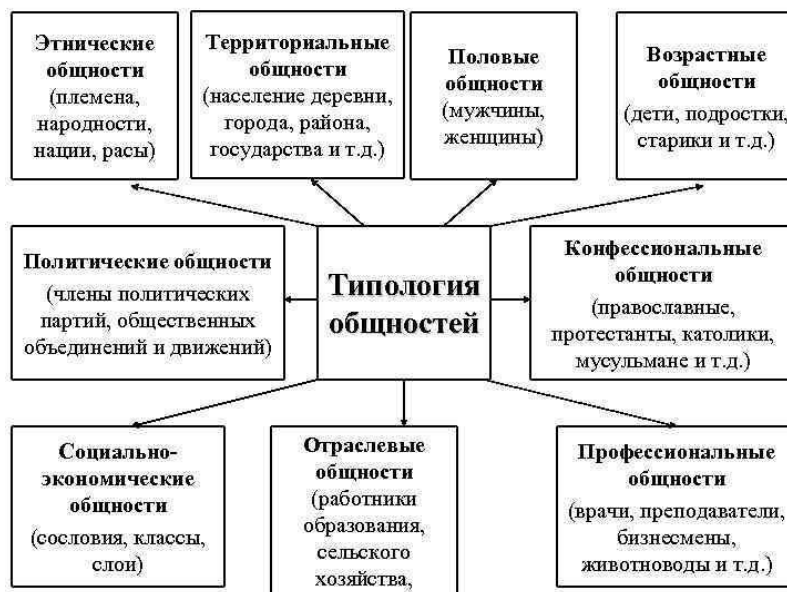 Этнические
общности
(племена,
народности,
нации, расы)
Территориальные
общности
(население деревни,
города, района,
государства и т.д.)
Половые
общности
(мужчины,
женщины)
Возрастные
общности
(дети, подростки,
старики и т.д.)
Политические общности
(члены политических
партий, общественных
объединений и движений)
Типология
общностей
Конфессиональные
общности
(православные,
протестанты, католики,
мусульмане и т.д.)
Социально-
экономические
общности
(сословия, классы,
слои)
Отраслевые
общности
(работники
образования,
сельского
хозяйства,
Профессиональные
общности
(врачи, преподаватели,
бизнесмены,
животноводы и т.д.)